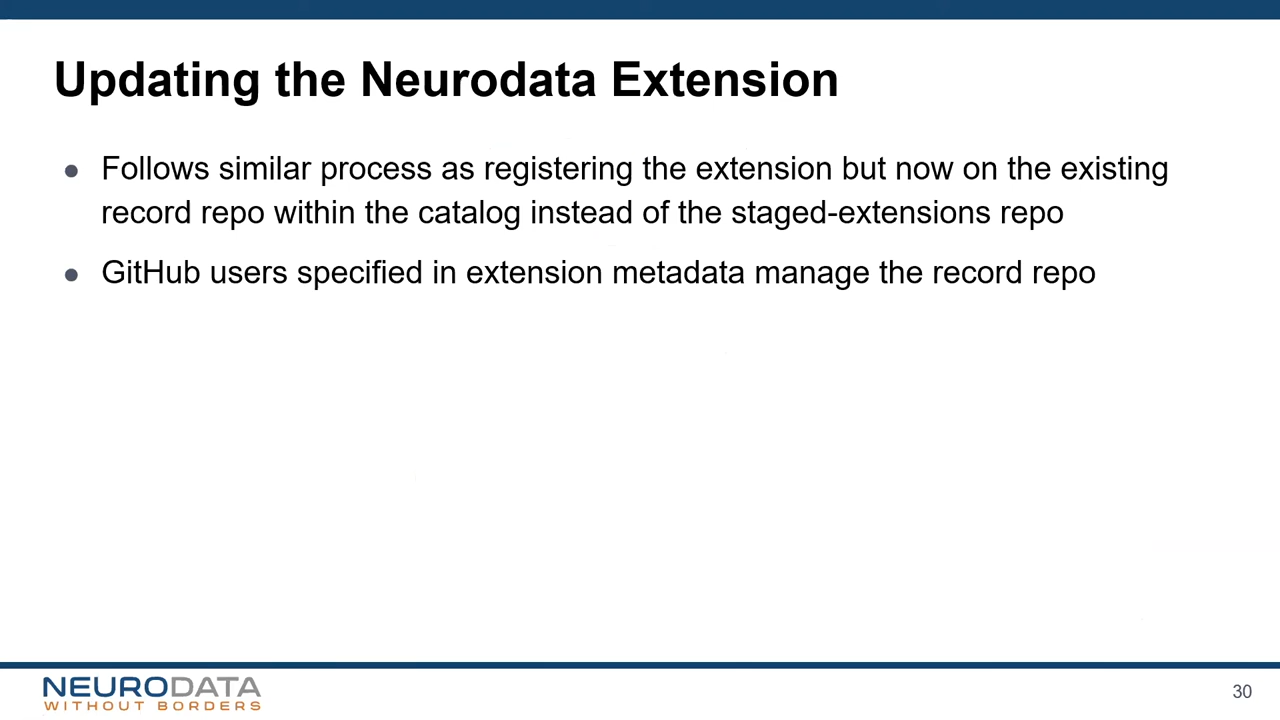 Updating the Neurodata Extension
● Follows similar process as registering the extension but now on the existing
record repo within the catalog instead of the staged-extensions repo
● GitHub users specified in extension metadata manage the record repo
NEURODATA
WITHOUT BORDERS
30